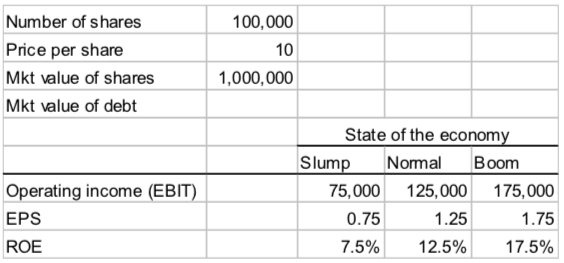 Number of shares 100,000
Price per share 10
Mkt value of shares 1,000,000
Mkt value of debt
State of the economy
Slump Normal Boom
Operating income (EBIT) 75,000 125,000 175,000
EPS 0.75 1.25 1.75
ROE 7.5% 12.5% 17.5%